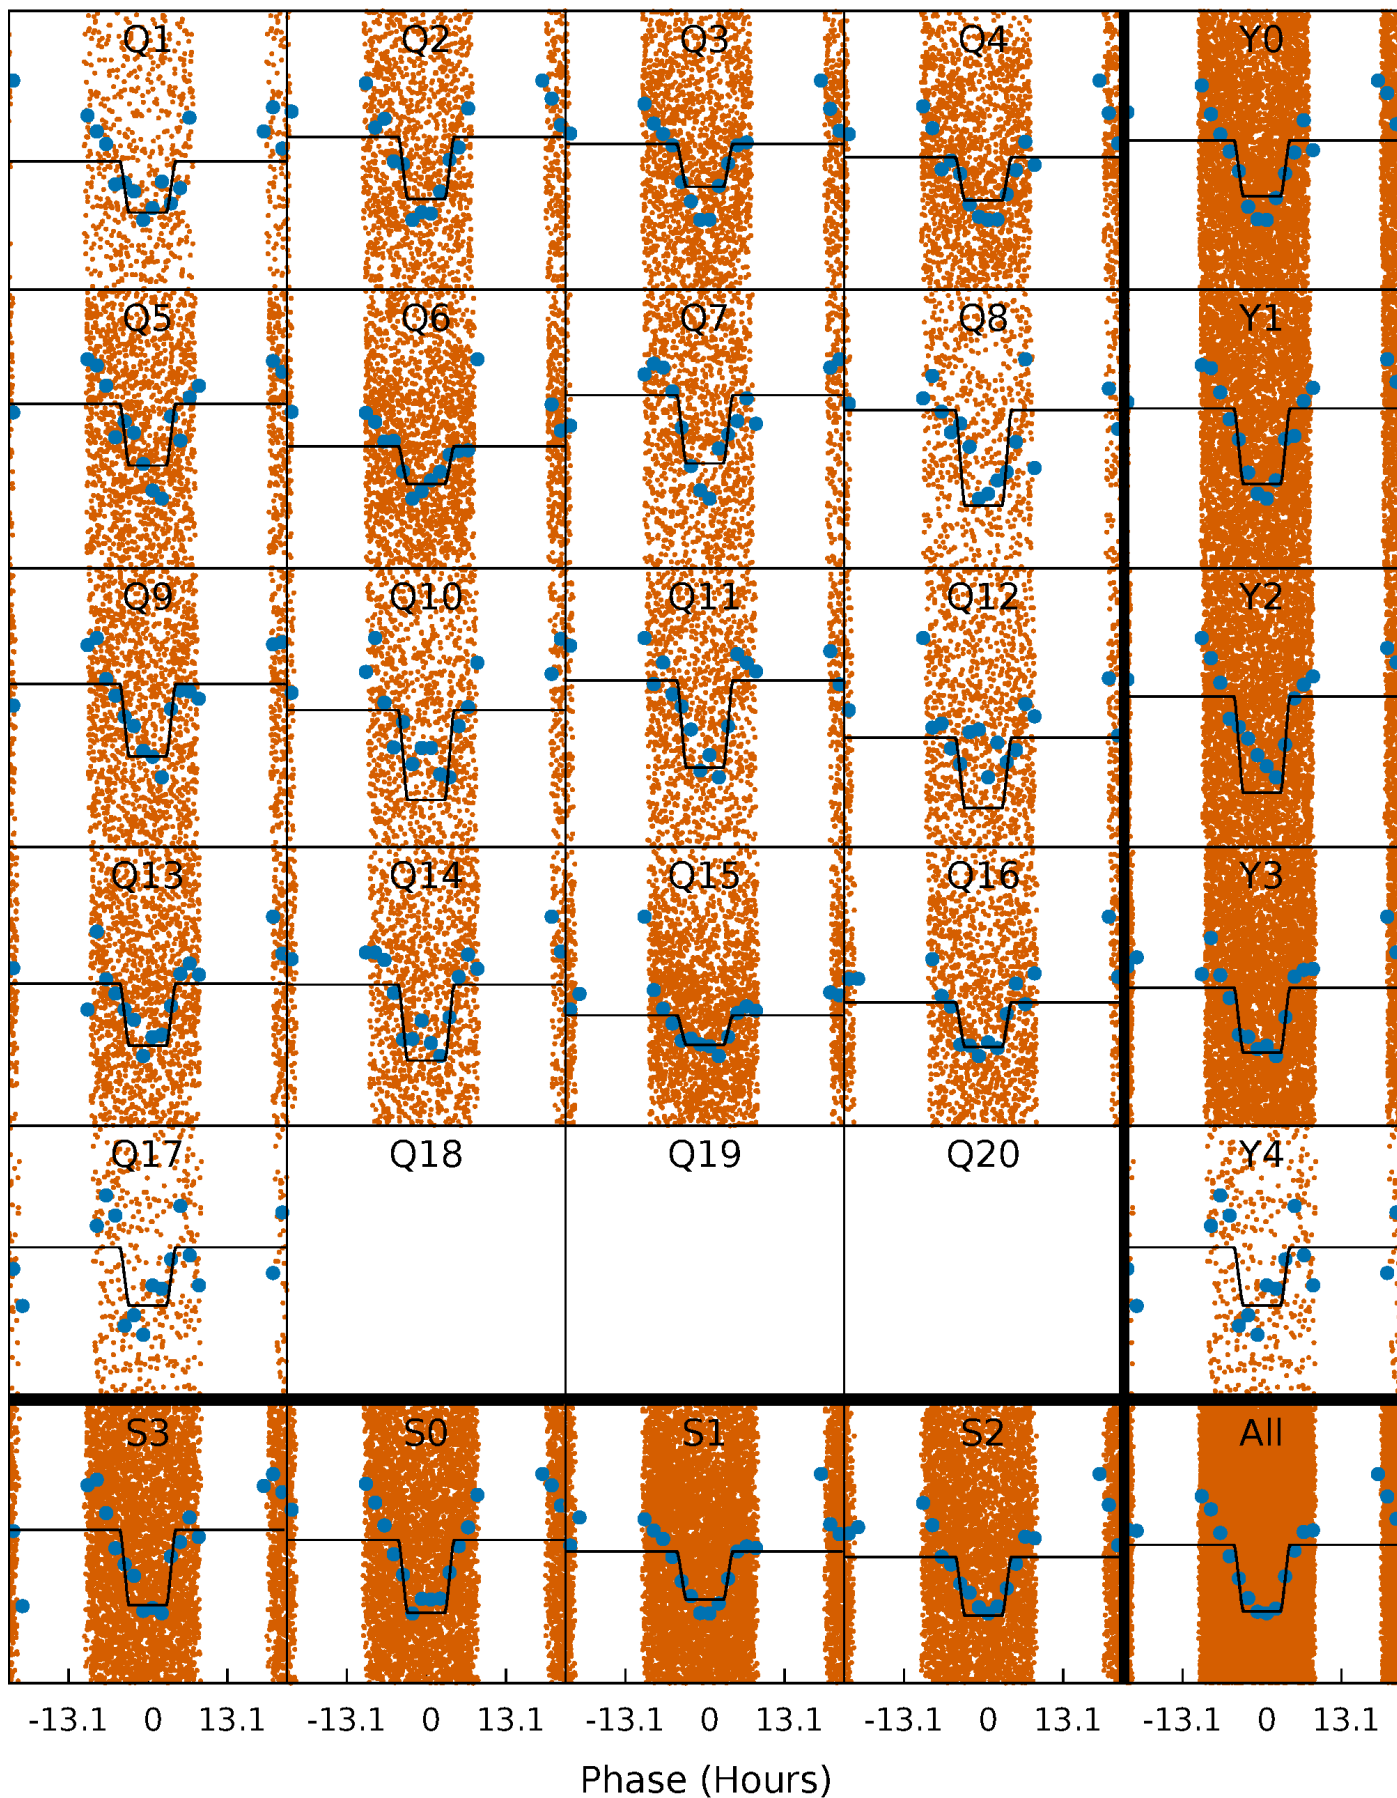 Q1 Q2 Q3 Q4 Y0
Q5 Q6 Q7 Q8 Y1
Q9 Q10 Q11 Q12 Y2
Q13 Q14 Q15 Q16 Y3
Q17 Q18 Q19 Q20 Y4
S3 S0 S1 S2 All
-13.1 0 13.1 -13.1 0 13.1 -13.1 0 13.1 -13.1 0 13.1 -13.1 0 13.1
Phase (Hours)